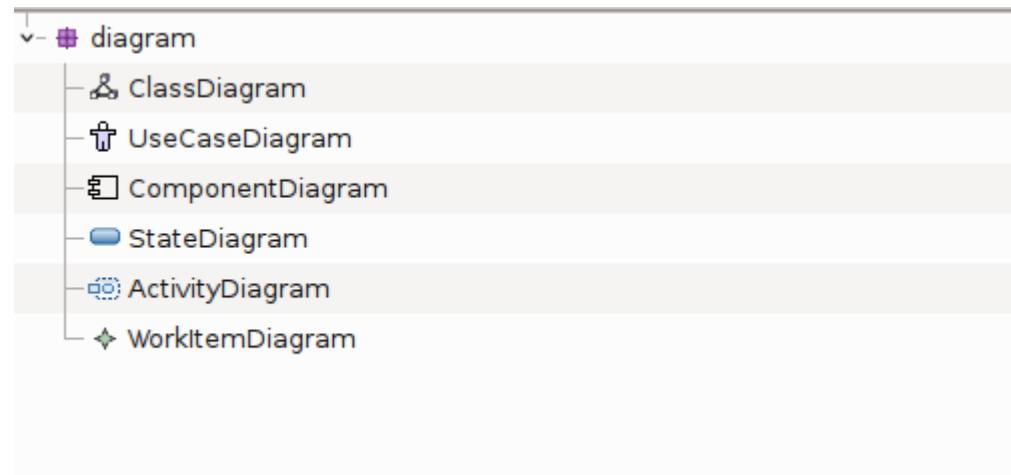 diagram
ClassDiagram
UseCaseDiagram
ComponentDiagram
StateDiagram
ActivityDiagram
WorkItemDiagram